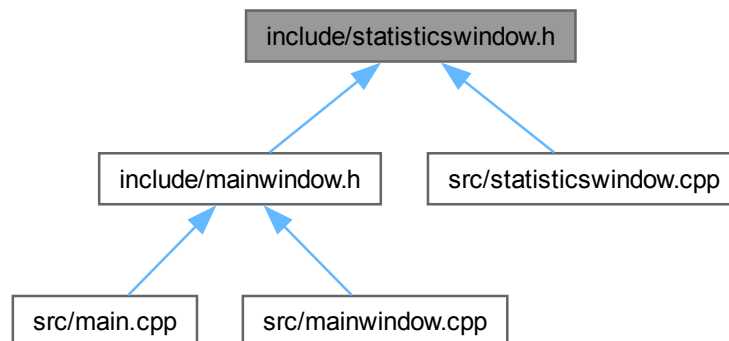 include/statisticswindow.h
include/mainwindow.h
src/statisticswindow.cpp
src/main.cpp
src/mainwindow.cpp